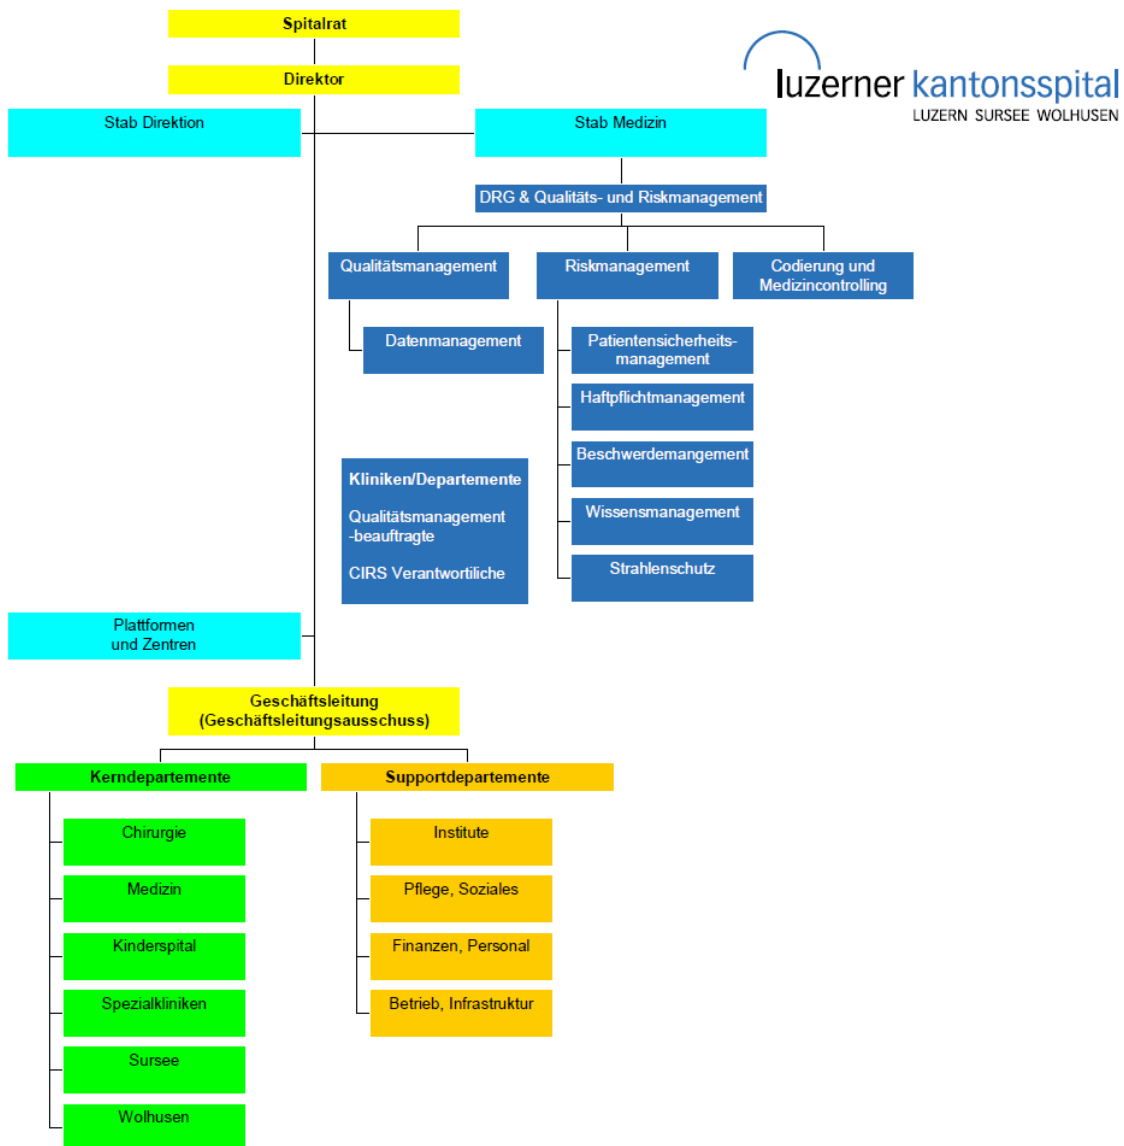 Spitalrat
Direktor
luzerner kantonsspital
LUZERN SURSEE WOLHUSEN
Stab Direktion
Stab Medizin
DRG & Qualitäts- und Riskmanagement
Qualitätsmanagement
Riskmanagement
Codierung und
Medizincontrolling
Datenmanagement
Patientensicherheits-
management
Haftpflichtmanagement
Beschwerdemangement
Kliniken/Departemente
Qualitätsmanagement
-beauftragte
CIRS Verantwortiliche
Wissensmanagement
Strahlenschutz
Plattformen
und Zentren
Geschäftsleitung
(Geschäftsleitungsausschuss)
Kerndepartemente
Supportdepartemente
Chirurgie
Institute
Medizin
Pflege, Soziales
Kinderspital
Finanzen, Personal
Spezialkliniken
Betrieb, Infrastruktur
Sursee
Wolhusen